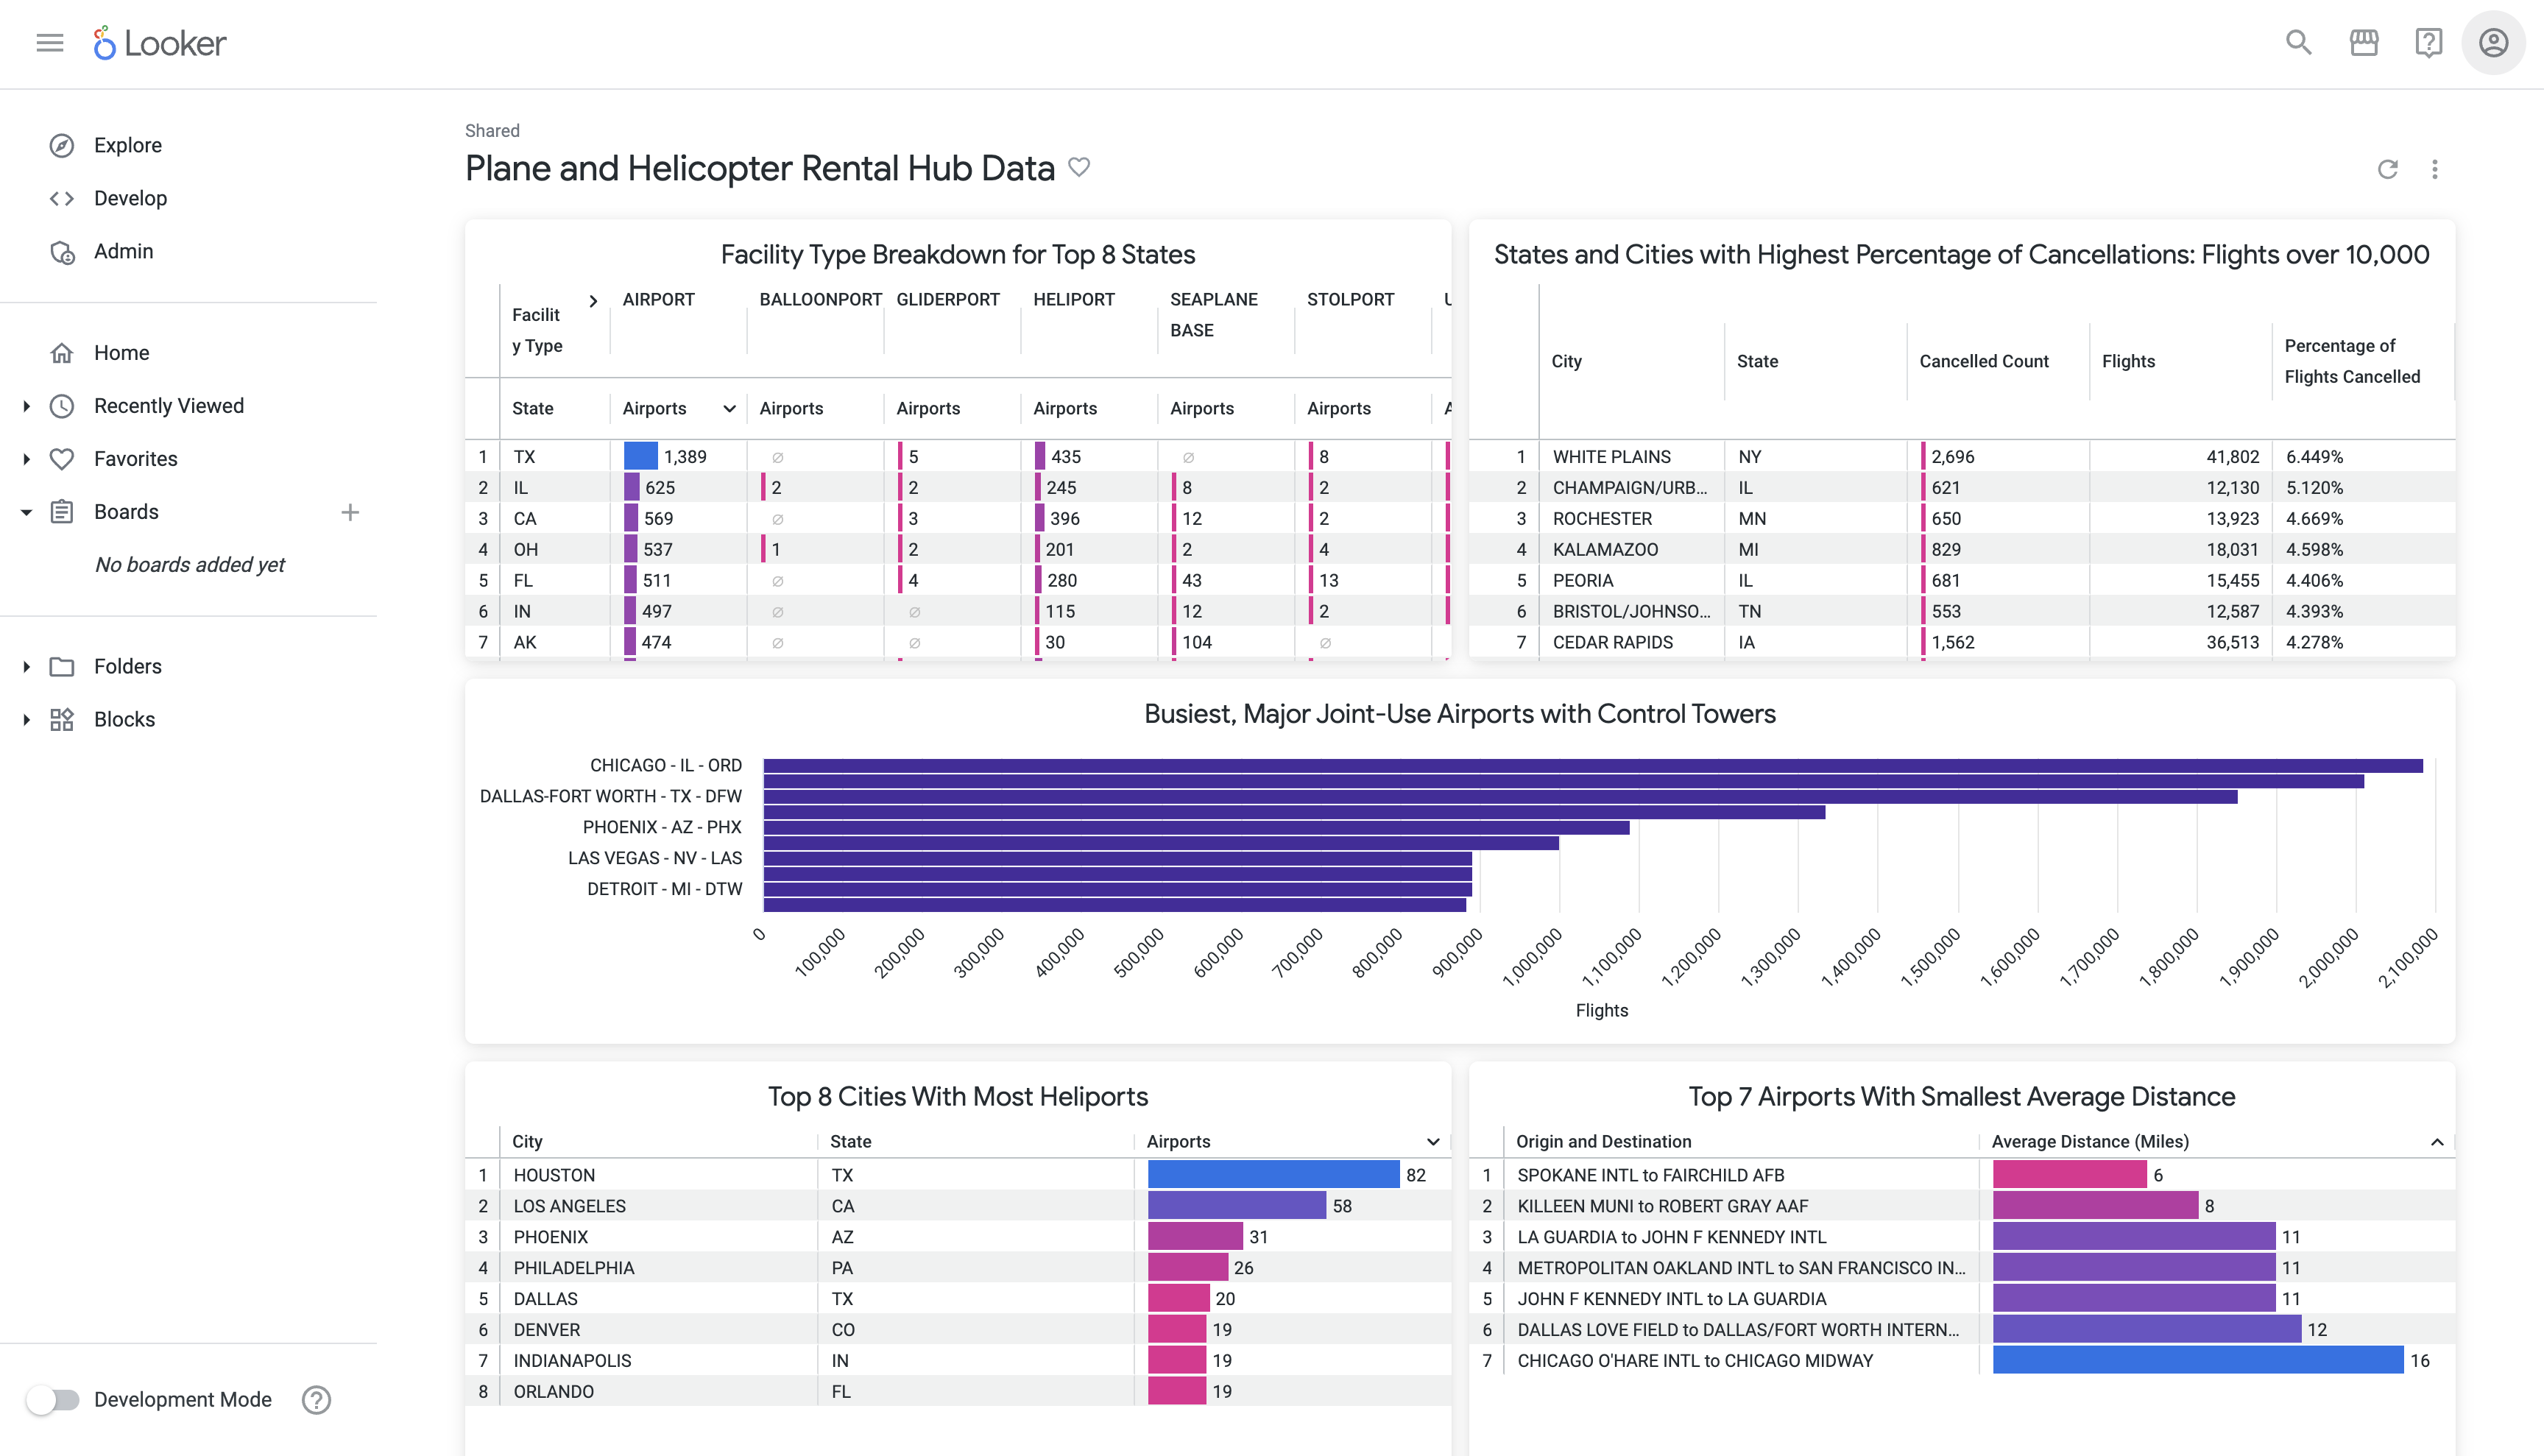 Looker
Explore
Develop
Admin
Home
Recently Viewed
Favorites
Boards
No boards added yet
Folders
Blocks
Development Mode
Shared
Plane and Helicopter Rental Hub Data
Facility Type Breakdown for Top 8 States
Facilit
y Type
AIRPORT BALLOONPORT GLIDERPORT HELIPORT SEAPLANE
BASE
STOLPORT
State Airports Airports Airports Airports Airports Airports
1 TX 1,389 ∅ 5 435 ∅ 8
2 IL 625 2 2 245 8 2
3 CA 569 ∅ 3 396 12 2
4 OH 537 1 2 201 2 4
5 FL 511 ∅ 4 280 43 13
6 IN 497 ∅ ∅ 115 12 2
7 AK 474 ∅ ∅ 30 104 ∅
States and Cities with Highest Percentage of Cancellations: Flights over 10,000
City State Cancelled Count Flights Percentage of
Flights Cancelled
1 WHITE PLAINS NY 2,696 41,802 6.449%
2 CHAMPAIGN/URB... IL 621 12,130 5.120%
3 ROCHESTER MN 650 13,923 4.669%
4 KALAMAZOO MI 829 18,031 4.598%
5 PEORIA IL 681 15,455 4.406%
6 BRISTOL/JOHNSO... TN 553 12,587 4.393%
7 CEDAR RAPIDS IA 1,562 36,513 4.278%
Busiest, Major Joint-Use Airports with Control Towers
CHICAGO - IL - ORD
DALLAS-FORT WORTH - TX - DFW
PHOENIX - AZ - PHX
LAS VEGAS - NV - LAS
DETROIT - MI - DTW
0 100,000 200,000 300,000 400,000 500,000 600,000 700,000 800,000 900,000 1,000,000 1,100,000 1,200,000 1,300,000 1,400,000 1,500,000 1,600,000 1,700,000 1,800,000 1,900,000 2,000,000 2,100,000
Flights
Top 8 Cities With Most Heliports
City State Airports
1 HOUSTON TX 82
2 LOS ANGELES CA 58
3 PHOENIX AZ 31
4 PHILADELPHIA PA 26
5 DALLAS TX 20
6 DENVER CO 19
7 INDIANAPOLIS IN 19
8 ORLANDO FL 19
Top 7 Airports With Smallest Average Distance
Origin and Destination Average Distance (Miles)
1 SPOKANE INTL to FAIRCHILD AFB 6
2 KILLEEN MUNI to ROBERT GRAY AAF 8
3 LA GUARDIA to JOHN F KENNEDY INTL 11
4 METROPOLITAN OAKLAND INTL to SAN FRANCISCO IN... 11
5 JOHN F KENNEDY INTL to LA GUARDIA 11
6 DALLAS LOVE FIELD to DALLAS/FORT WORTH INTERN... 12
7 CHICAGO O'HARE INTL to CHICAGO MIDWAY 16